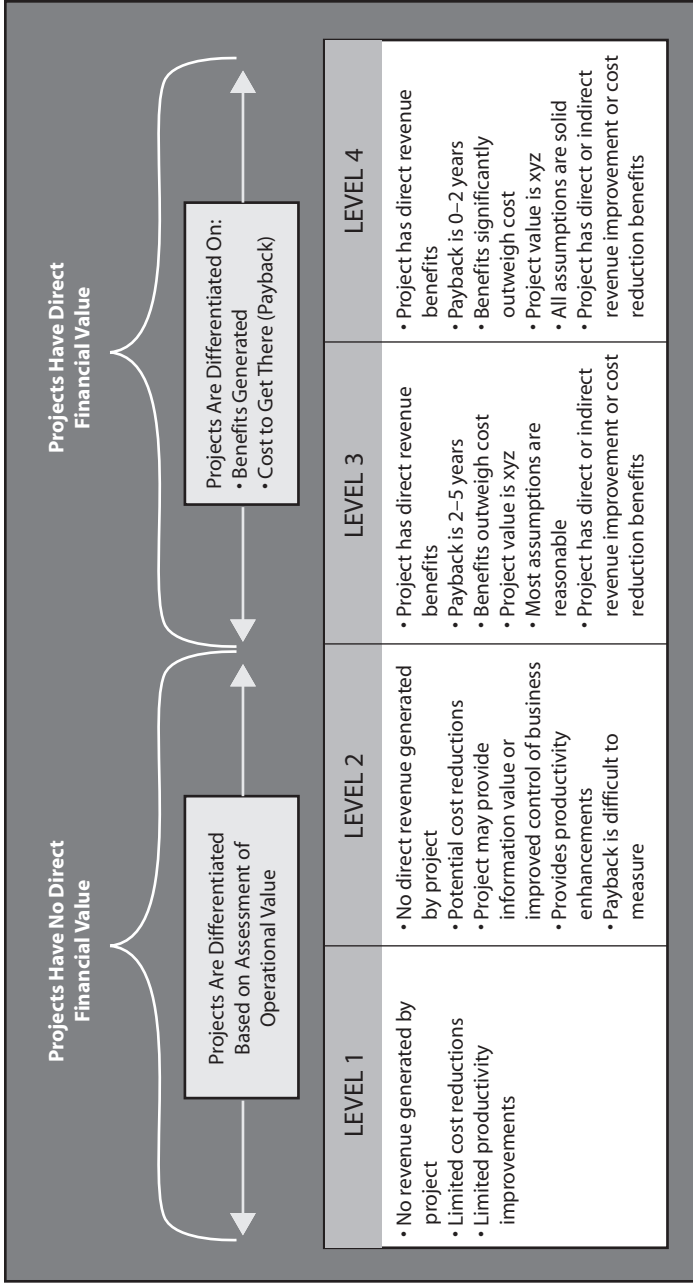 Projects Have No Direct
Financial Value
Projects Have Direct
Financial Value
Projects Are Differentiated
Based on Assessment of
Operational Value
Projects Are Differentiated On:
• Benefits Generated
• Cost to Get There (Payback)
LEVEL 1
• No revenue generated by
project
• Limited cost reductions
• Limited productivity
improvements
LEVEL 2
• No direct revenue generated
by project
• Potential cost reductions
• Project may provide
information value or
improved control of business
• Provides productivity
enhancements
• Payback is difficult to
measure
LEVEL 3
• Project has direct revenue
benefits
• Payback is 2–5 years
• Benefits outweigh cost
• Project value is xyz
• Most assumptions are
reasonable
• Project has direct or indirect
revenue improvement or cost
reduction benefits
LEVEL 4
• Project has direct revenue
benefits
• Payback is 0–2 years
• Benefits significantly
outweigh cost
• Project value is xyz
• All assumptions are solid
• Project has direct or indirect
revenue improvement or cost
reduction benefits